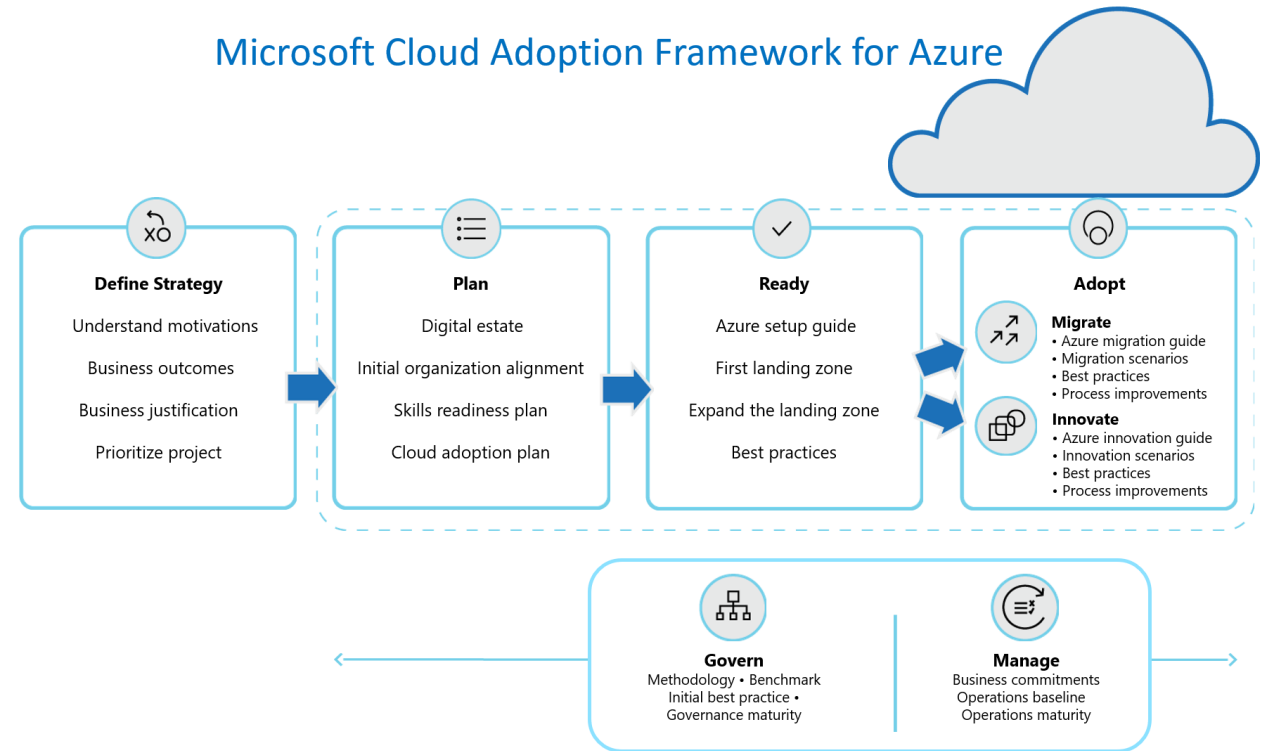 Microsoft Cloud Adoption Framework for Azure
XO
Define Strategy
Understand motivations
Business outcomes
Business justification
Prioritize project
Plan
Digital estate
Initial organization alignment
Skills readiness plan
Cloud adoption plan
Ready
Azure setup guide
First landing zone
Expand the landing zone
Best practices
Adopt
Migrate
• Azure migration guide
• Migration scenarios
• Best practices
• Process improvements
Innovate
• Azure innovation guide
• Innovation scenarios
• Best practices
• Process improvements
Govern
Methodology • Benchmark
Initial best practice •
Governance maturity
Manage
Business commitments
Operations baseline
Operations maturity